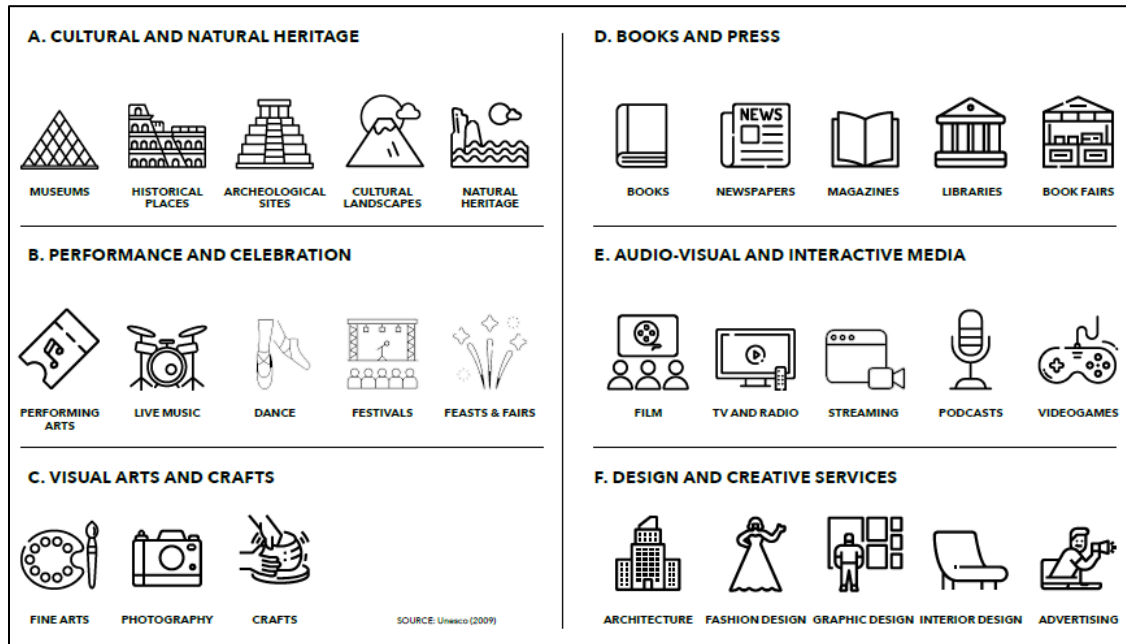 A. CULTURAL AND NATURAL HERITAGE
MUSEUMS
HISTORICAL
PLACES
ARCHEOLOGICAL
SITES
CULTURAL
LANDSCAPES
NATURAL
HERITAGE
B. PERFORMANCE AND CELEBRATION
PERFORMING
ARTS
LIVE MUSIC
DANCE
FESTIVALS
FEASTS & FAIRS
C. VISUAL ARTS AND CRAFTS
FINE ARTS
PHOTOGRAPHY
CRAFTS
SOURCE: Unesco (2009)
D. BOOKS AND PRESS
NEWS
BOOKS
NEWSPAPERS
MAGAZINES
LIBRARIES
BOOK FAIRS
E. AUDIO-VISUAL AND INTERACTIVE MEDIA
FILM
TV AND RADIO
STREAMING
PODCASTS
VIDEOGAMES
F. DESIGN AND CREATIVE SERVICES
ARCHITECTURE
FASHION DESIGN
GRAPHIC DESIGN
INTERIOR DESIGN
ADVERTISING